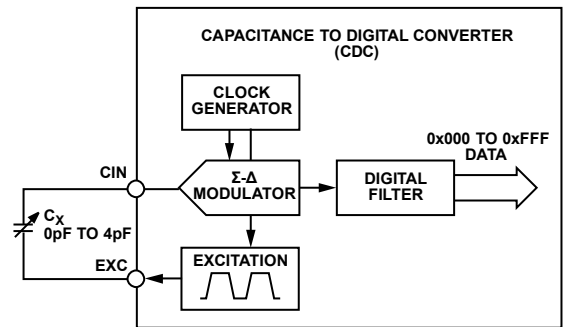 CAPACITANCE TO DIGITAL CONVERTER
(CDC)
CLOCK
GENERATOR
0x000 TO 0xFFF
DATA
CIN
Σ-Δ
MODULATOR
DIGITAL
FILTER
CX
0pF TO 4pF
EXC
EXCITATION